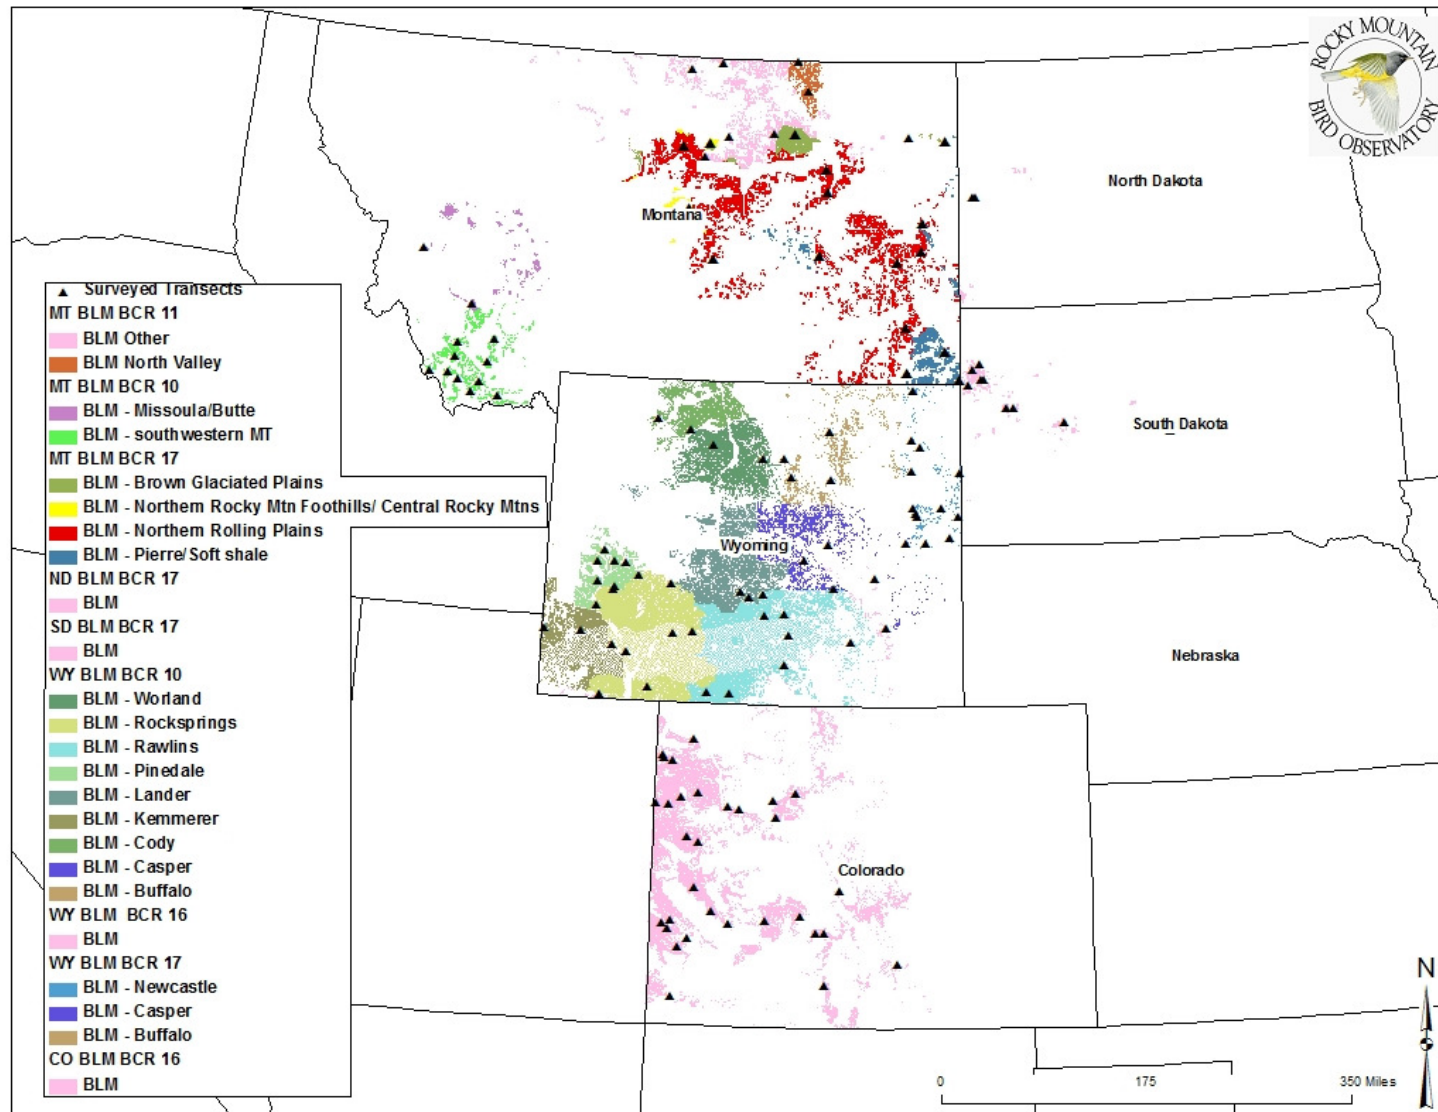 ROCKY MOUNTAIN
BIRD OBSERVATORY
North Dakota
Montana
South Dakota
Wyoming
Nebraska
Colorado
Surveyed Transects
MT BLM BCR 11
BLM Other
BLM North Valley
MT BLM BCR 10
BLM - Missoula/Butte
BLM - southwestern MT
MT BLM BCR 17
BLM - Brown Glaciated Plains
BLM - Northern Rocky Mtn Foothills/ Central Rocky Mtns
BLM - Northern Rolling Plains
BLM - Pierre/Soft shale
ND BLM BCR 17
BLM
SD BLM BCR 17
BLM
WY BLM BCR 10
BLM - Worland
BLM - Rocksprings
BLM - Rawlins
BLM - Pinedale
BLM - Lander
BLM - Kemmerer
BLM - Cody
BLM - Casper
BLM - Buffalo
WY BLM BCR 16
BLM
WY BLM BCR 17
BLM - Newcastle
BLM - Casper
BLM - Buffalo
CO BLM BCR 16
BLM
N
0 175 350 Miles